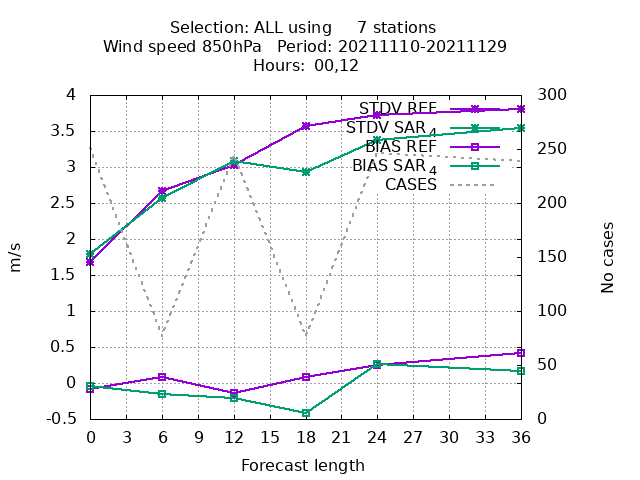 Selection: ALL using 7 stations
Wind speed 850hPa Period: 20211110-20211129
Hours: 00,12
4
3.5
3
2.5
2
1.5
1
0.5
0
-0.5
m/s
STDV REF
STDV SAR4
BIAS REF
BIAS SAR4
CASES
300
250
200
150
100
50
0
No cases
0 3 6 9 12 15 18 21 24 27 30 33 36
Forecast length